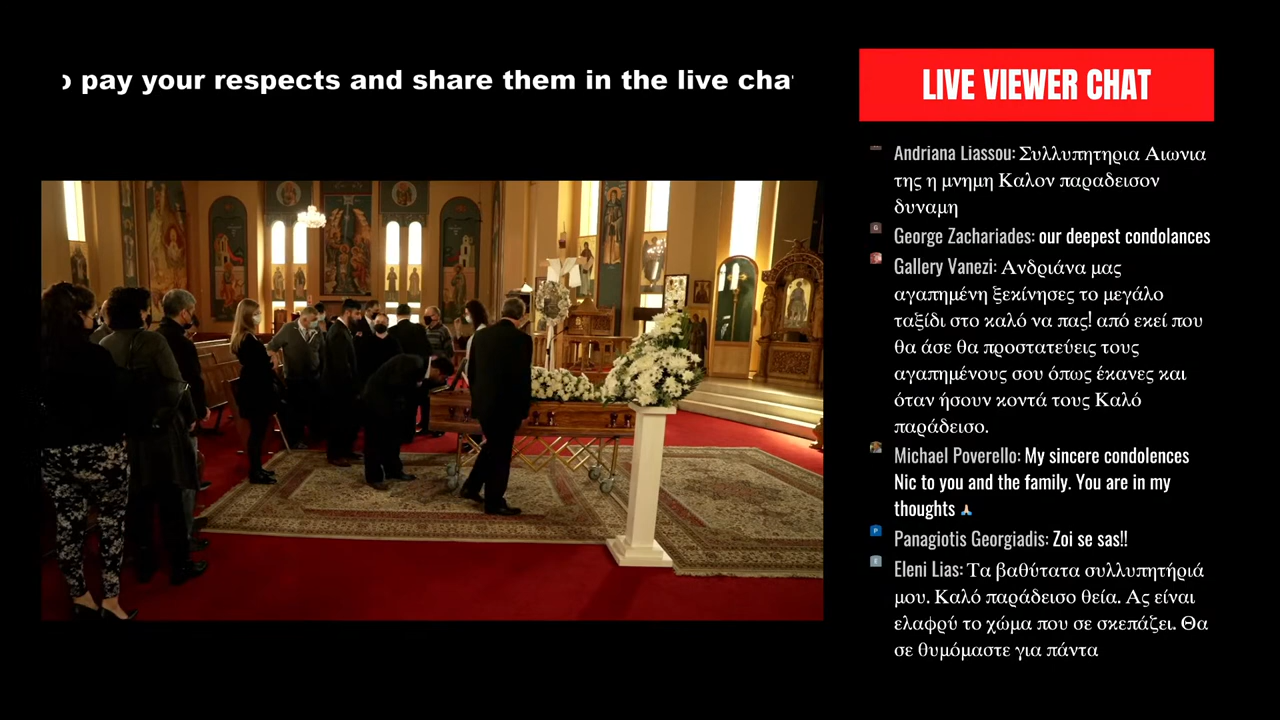 pay your respects and share them in the live chat
LIVE VIEWER CHAT
Andriana Liassou: Συλλυπητηρια Αιωνια
της η μνημη Καλον παραδεισον
δυναμη
George Zachariades: our deepest condolances
Gallery Vanezi: Ανδριάνα μας
αγαπημένη ξεκίνησες το μεγάλο
ταξίδι στο καλό να πας! από εκεί που
θα άσε θα προστατεύεις τους
αγαπημένους σου όπως έκανες και
όταν ήσουν κοντά τους Καλό
παράδεισο.
Michael Poverello: My sincere condolences
Nic to you and the family. You are in my
thoughts 🙏
Panagiotis Georgiadis: Zoi se sas!!
Eleni Lias: Τα βαθύτατα συλλυπητήριά
μου. Καλό παράδεισο θεία. Ας είναι
ελαφρύ το χώμα που σε σκεπάζει. Θα
σε θυμόμαστε για πάντα